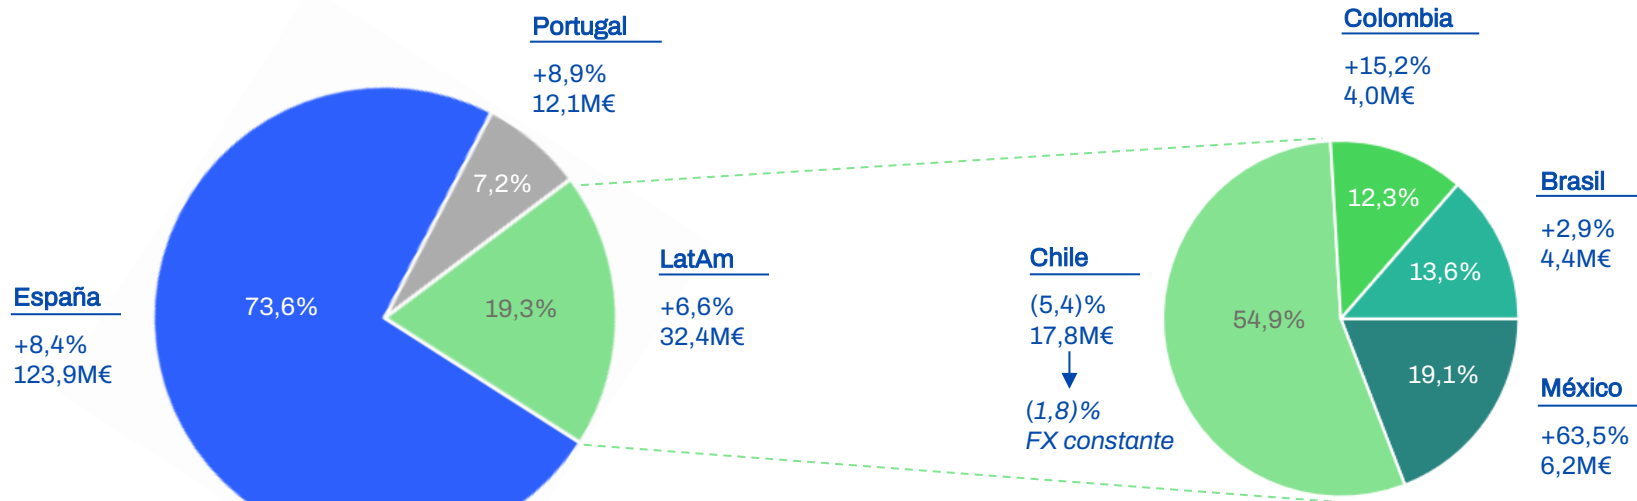 Portugal
+8,9%
12,1M€
7,2%
España
+8,4%
123,9M€
73,6%
19,3%
LatAm
+6,6%
32,4M€
Colombia
+15,2%
4,0M€
12,3%
Brasil
+2,9%
4,4M€
13,6%
Chile
(5,4)%
17,8M€
(1,8)%
FX constante
54,9%
19,1%
México
+63,5%
6,2M€